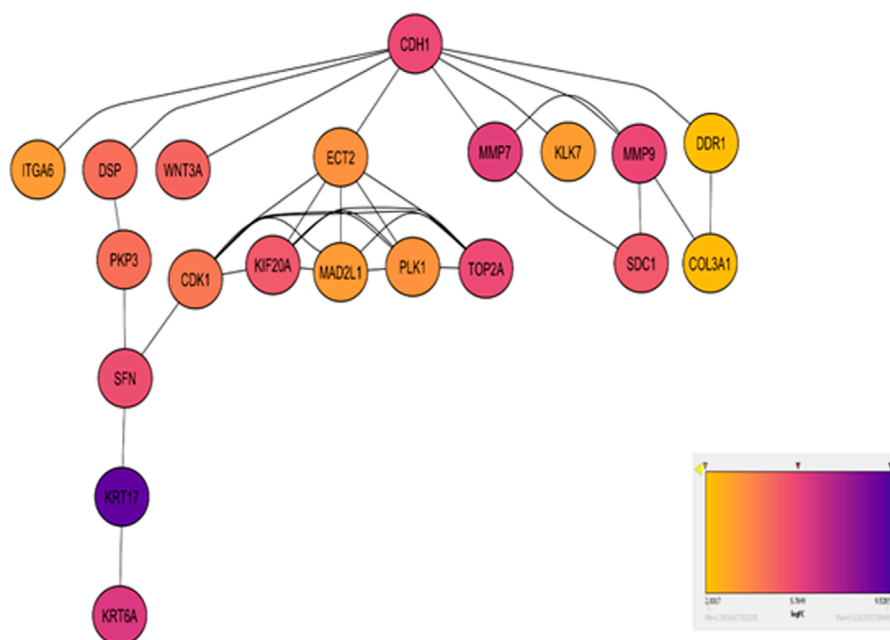 CDH1
ITGA6
DSP
WNT3A
ECT2
MMP7
KLK7
MMP9
DDR1
PKP3
CDK1
KIF20A
MAD2L1
PLK1
TOP2A
SDC1
COL3A1
SFN
KRT17
KRT6A
logFC